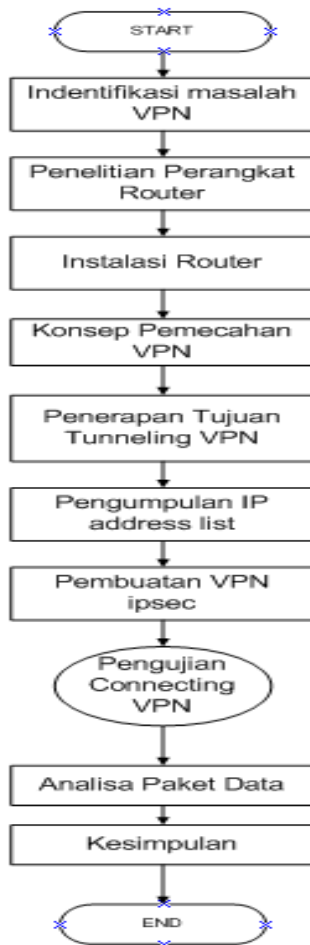 START
Indentifikasi masalah
VPN
Penelitian Perangkat
Router
Instalasi Router
Konsep Pemecahan
VPN
Penerapan Tujuan
Tunneling VPN
Pengumpulan IP
address list
Pembuatan VPN
ipsec
Pengujian
Connecting
VPN
Analisa Paket Data
Kesimpulan
END